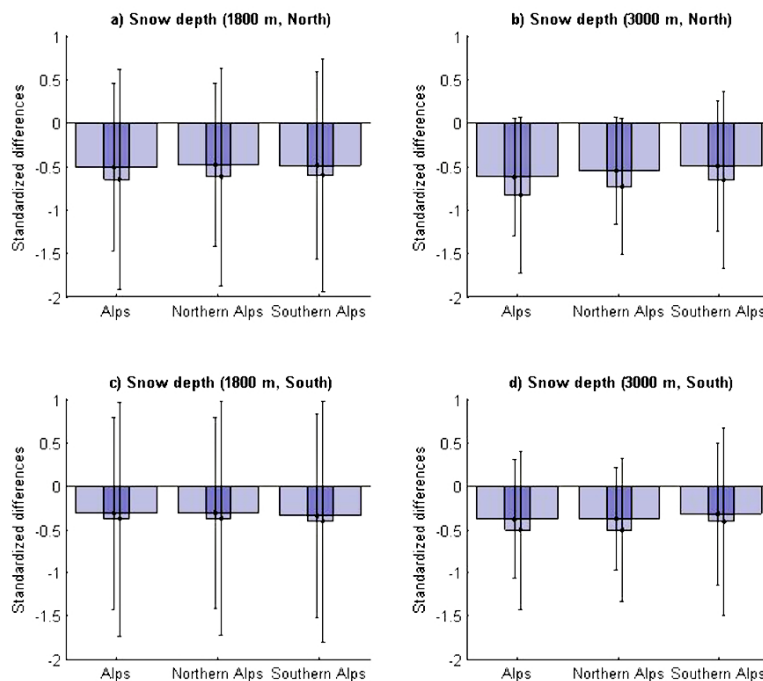 a) Snow depth (1800 m, North)
Standardized differences
1
0.5
0
-0.5
-1
-1.5
-2
Alps Northern Alps Southern Alps
b) Snow depth (3000 m, North)
Standardized differences
1
0.5
0
-0.5
-1
-1.5
-2
Alps Northern Alps Southern Alps
c) Snow depth (1800 m, South)
Standardized differences
1
0.5
0
-0.5
-1
-1.5
-2
Alps Northern Alps Southern Alps
d) Snow depth (3000 m, South)
Standardized differences
1
0.5
0
-0.5
-1
-1.5
-2
Alps Northern Alps Southern Alps